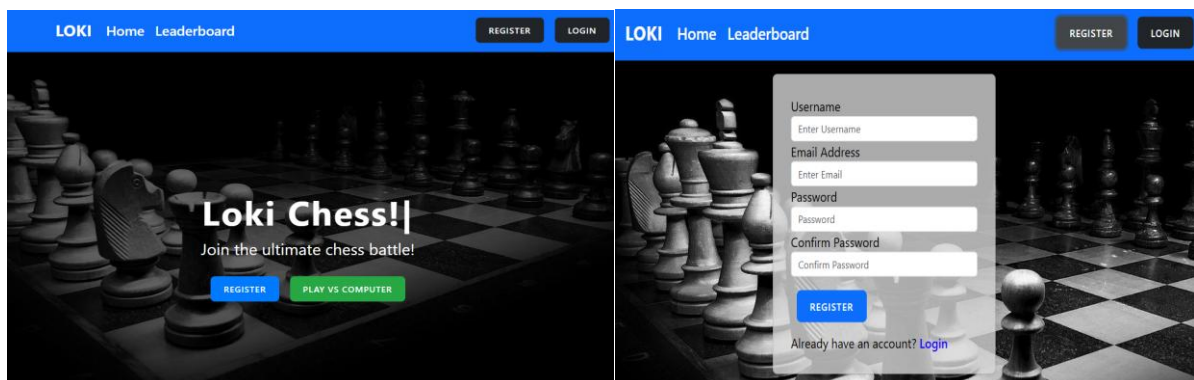 LOKI Home Leaderboard REGISTER LOGIN
Loki Chess!|
Join the ultimate chess battle!
REGISTER PLAY VS COMPUTER
LOKI Home Leaderboard REGISTER LOGIN
Username
Enter Username
Email Address
Enter Email
Password
Password
Confirm Password
Confirm Password
REGISTER
Already have an account? Login